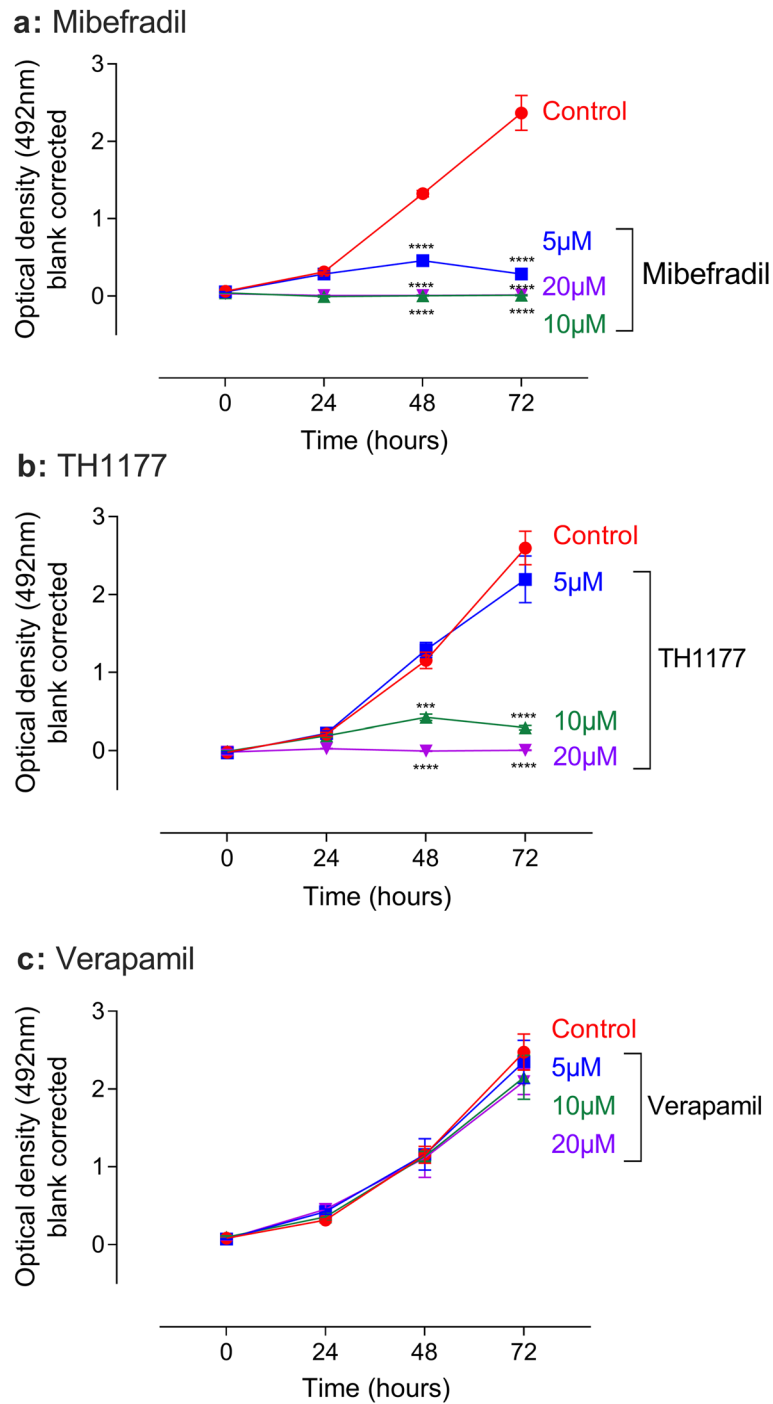 a: Mibefradil
Optical density (492nm)
blank corrected
3
2
1
0
Control
5µM
20µM
10µM
Mibefradil
****
****
****
****
****
****
0
24
48
72
Time (hours)
b: TH1177
Optical density (492nm)
blank corrected
3
2
1
0
Control
5µM
10µM
20µM
TH1177
***
****
****
****
0
24
48
72
Time (hours)
c: Verapamil
Optical density (492nm)
blank corrected
3
2
1
0
Control
5µM
10µM
20µM
Verapamil
0
24
48
72
Time (hours)